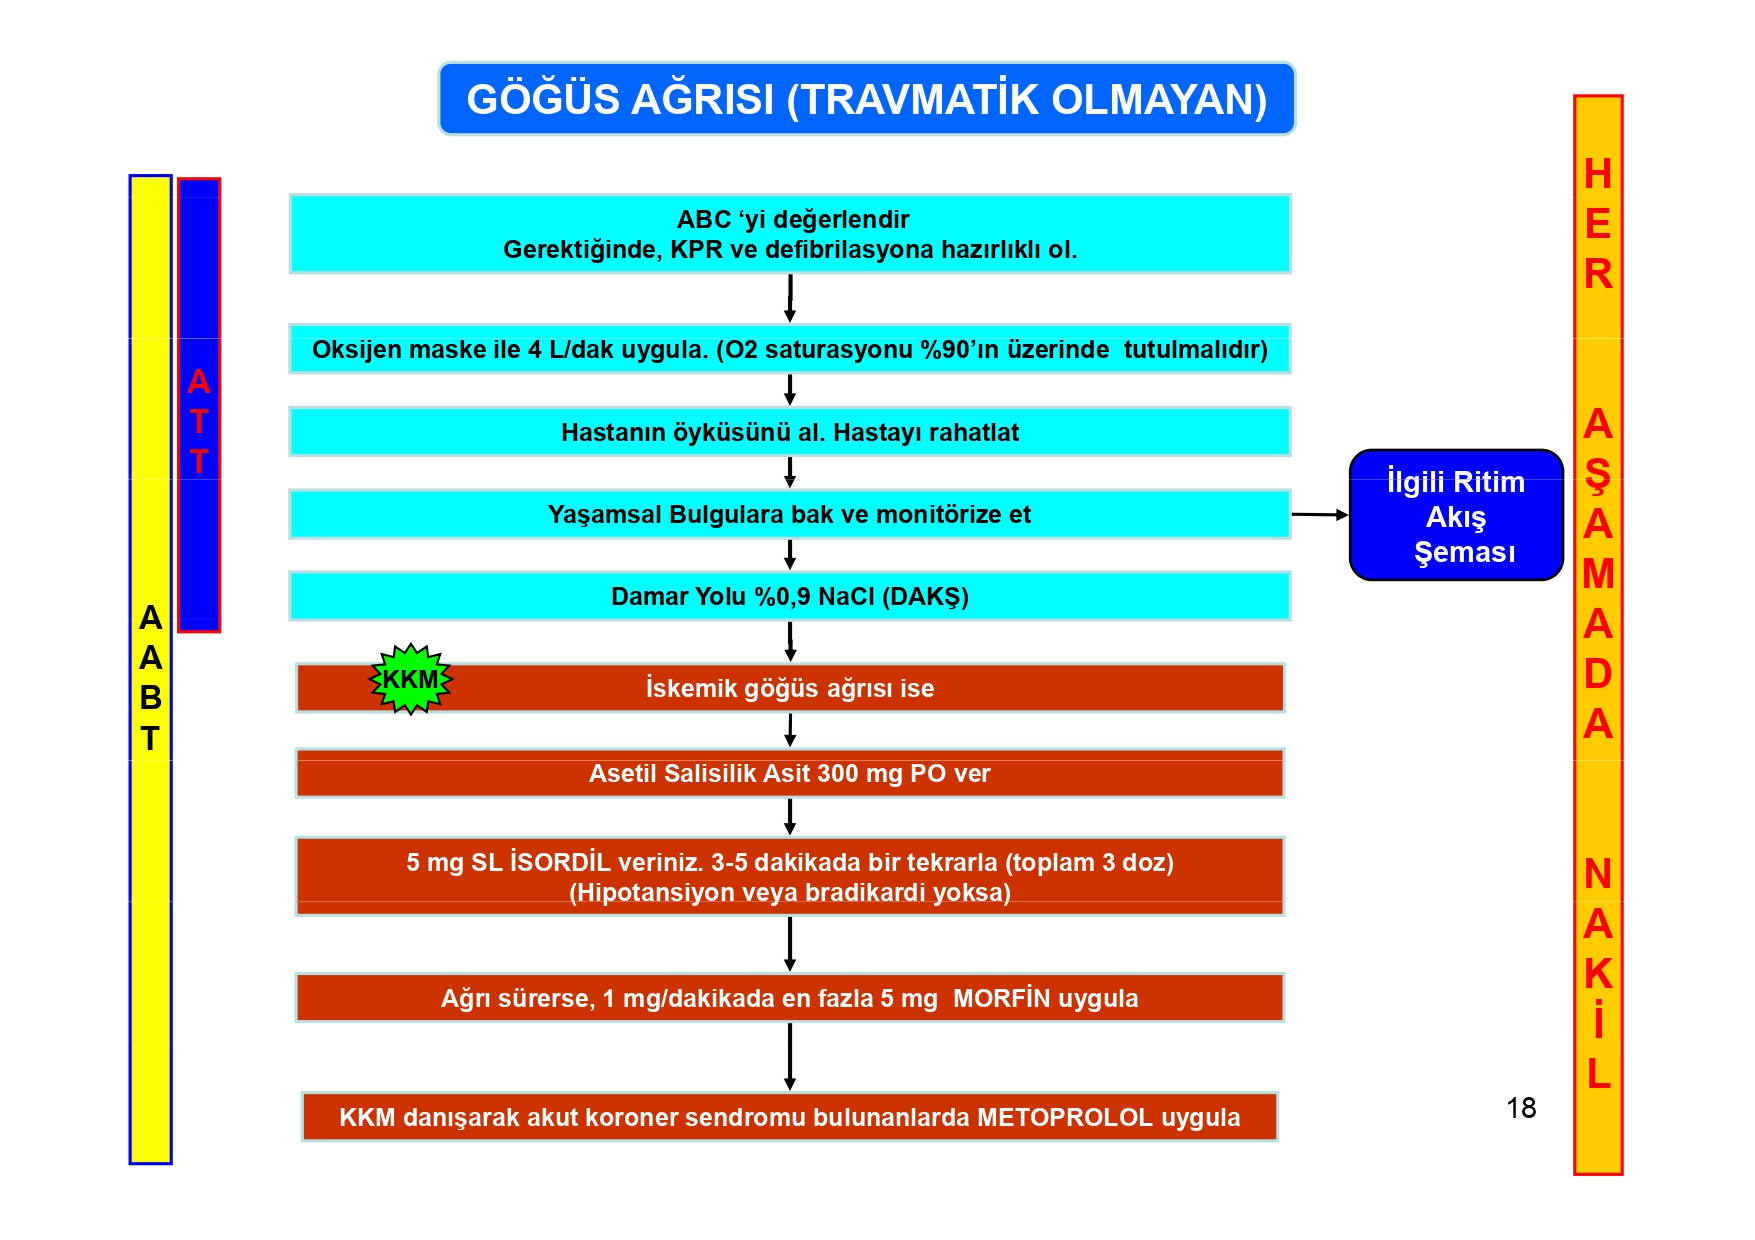 GÖĞÜS AĞRISI (TRAVMATİK OLMAYAN)
ABC ‘yi değerlendir
Gerektiğinde, KPR ve defibrilasyona hazırlıklı ol.
Oksijen maske ile 4 L/dak uygula. (O2 saturasyonu %90’ın üzerinde  tutulmalıdır)
Hastanın öyküsünü al. Hastayı rahatlat
Yaşamsal Bulgulara bak ve monitörize et
İlgili Ritim
Akış
Şeması
Damar Yolu %0,9 NaCl (DAKŞ)
KKM
İskemik göğüs ağrısı ise
Asetil Salisilik Asit 300 mg PO ver
5 mg SL İSORDİL veriniz. 3-5 dakikada bir tekrarla (toplam 3 doz)
(Hipotansiyon veya bradikardi yoksa)
Ağrı sürerse, 1 mg/dakikada en fazla 5 mg  MORFİN uygula
KKM danışarak akut koroner sendromu bulunanlarda METOPROLOL uygula
AABT
ATT
HER AŞAMADA NAKİL
18